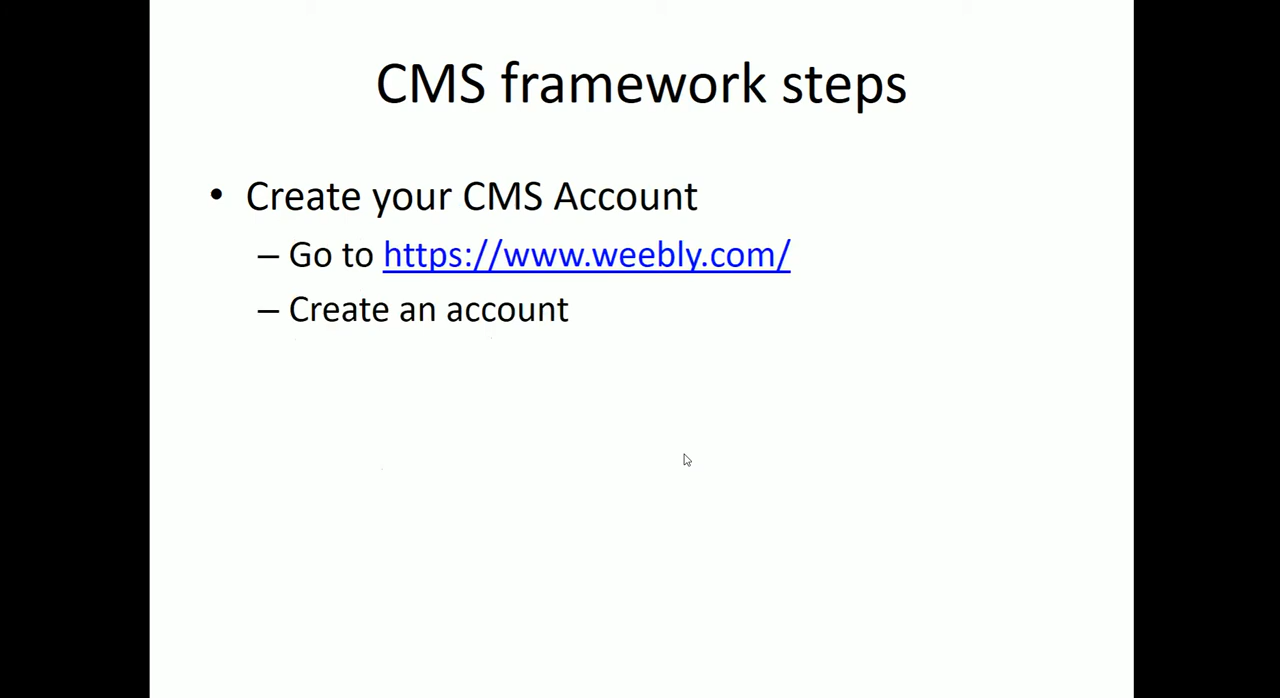 CMS framework steps
• Create your CMS Account
– Go to https://www.weebly.com/
– Create an account